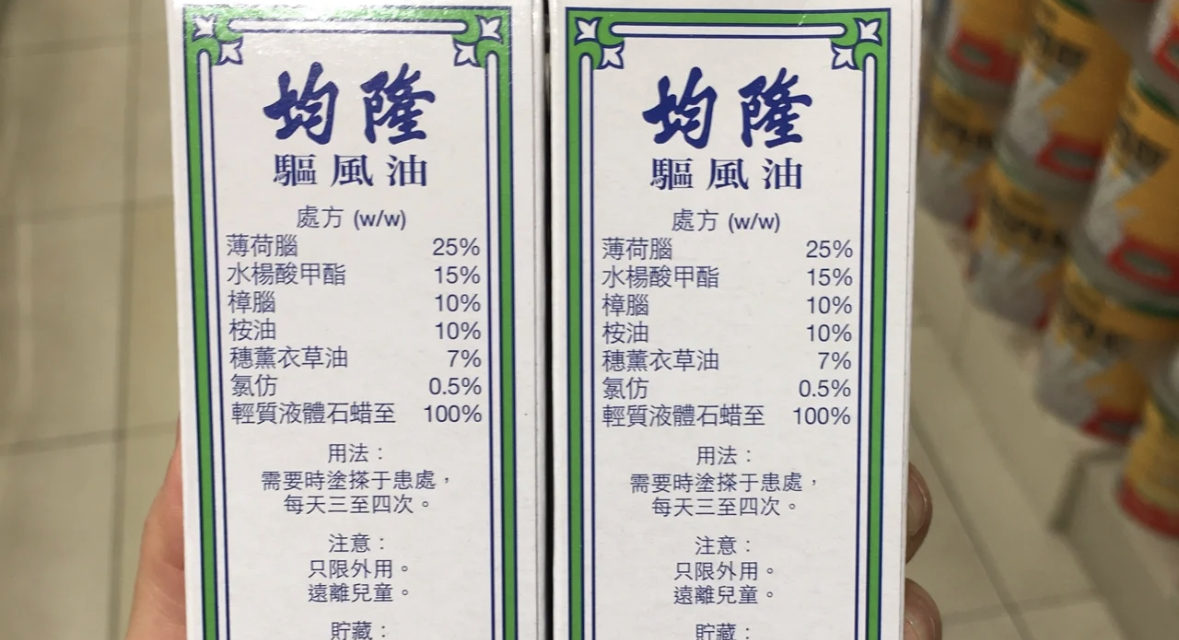 均隆
驅風油
處方 (w/w)
薄荷腦 25%
水楊酸甲酯 15%
樟腦 10%
桉油 10%
穗薰衣草油 7%
氯仿 0.5%
輕質液體石蜡至 100%
用法：
需要時塗搽于患處，
每天三至四次。
注意：
只限外用。
遠離兒童。
貯藏：
均隆
驅風油
處方 (w/w)
薄荷腦 25%
水楊酸甲酯 15%
樟腦 10%
桉油 10%
穗薰衣草油 7%
氯仿 0.5%
輕質液體石蜡至 100%
用法：
需要時塗搽于患處，
每天三至四次。
注意：
只限外用。
遠離兒童。
貯藏：